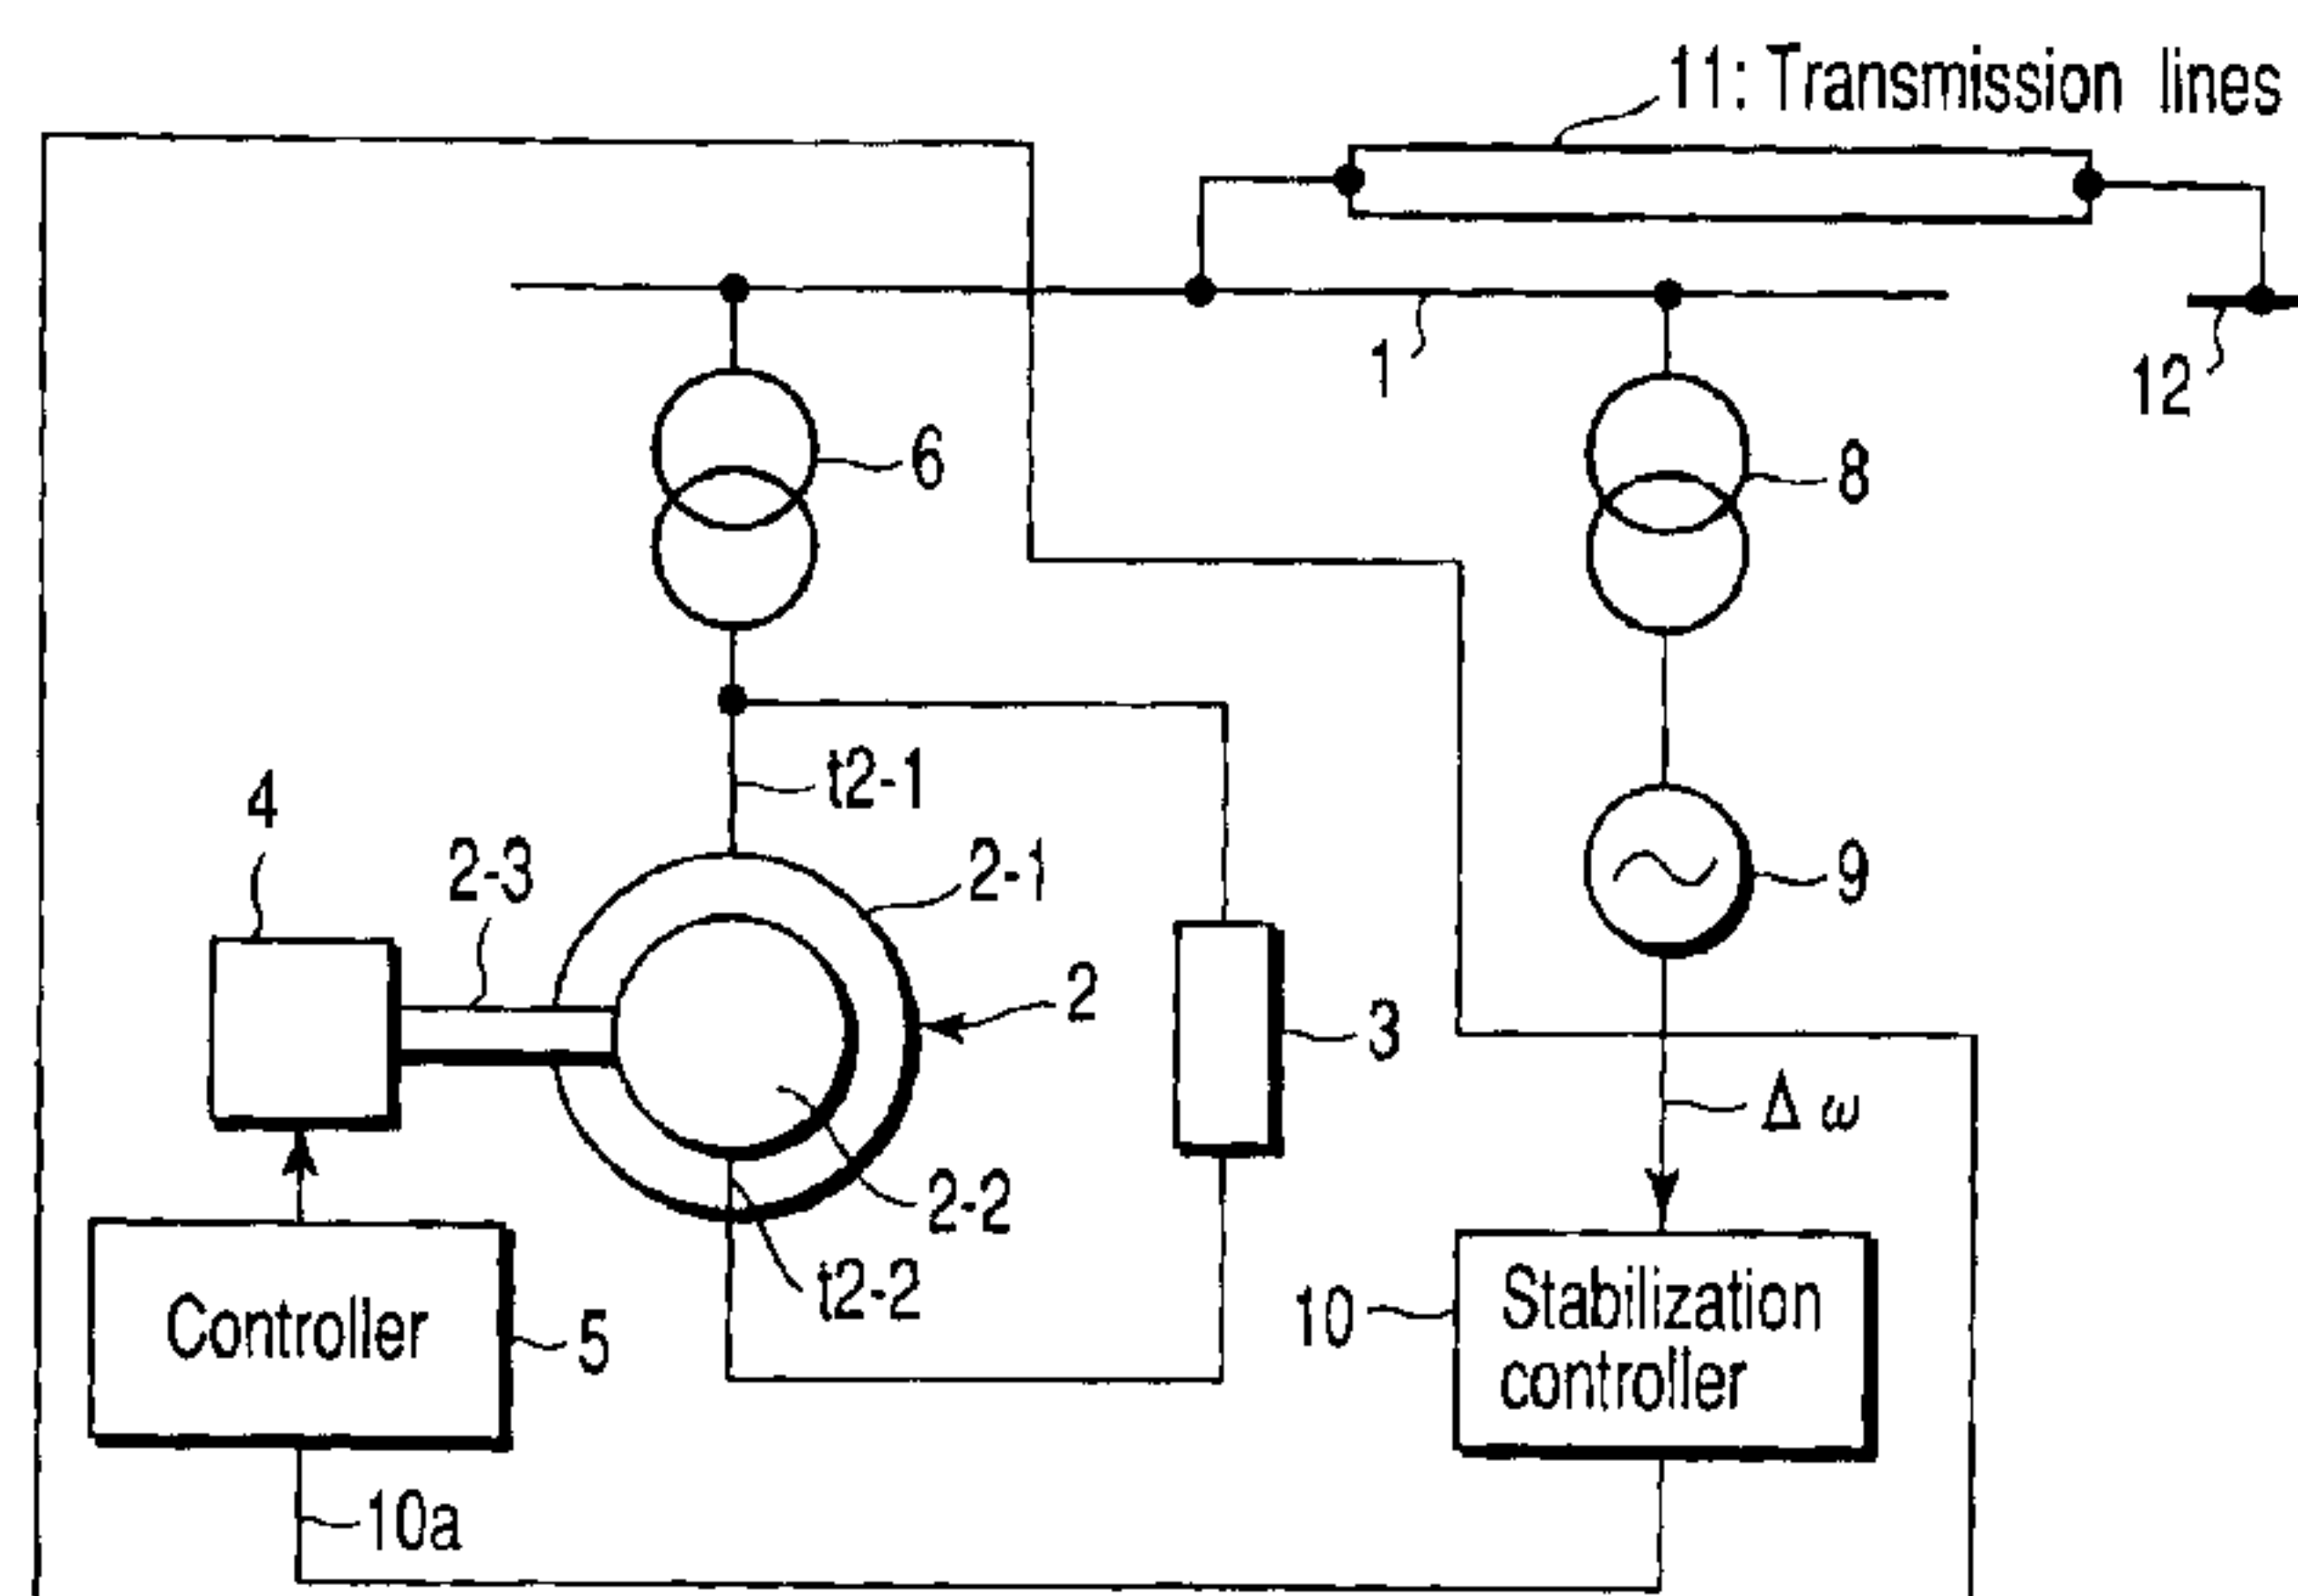 11: Transmission lines
1
12
6
8
t2-1
4
2-3
2-1
9
2
3
Δω
2-2
t2-2
10
Stabilization
controller
Controller
5
10a